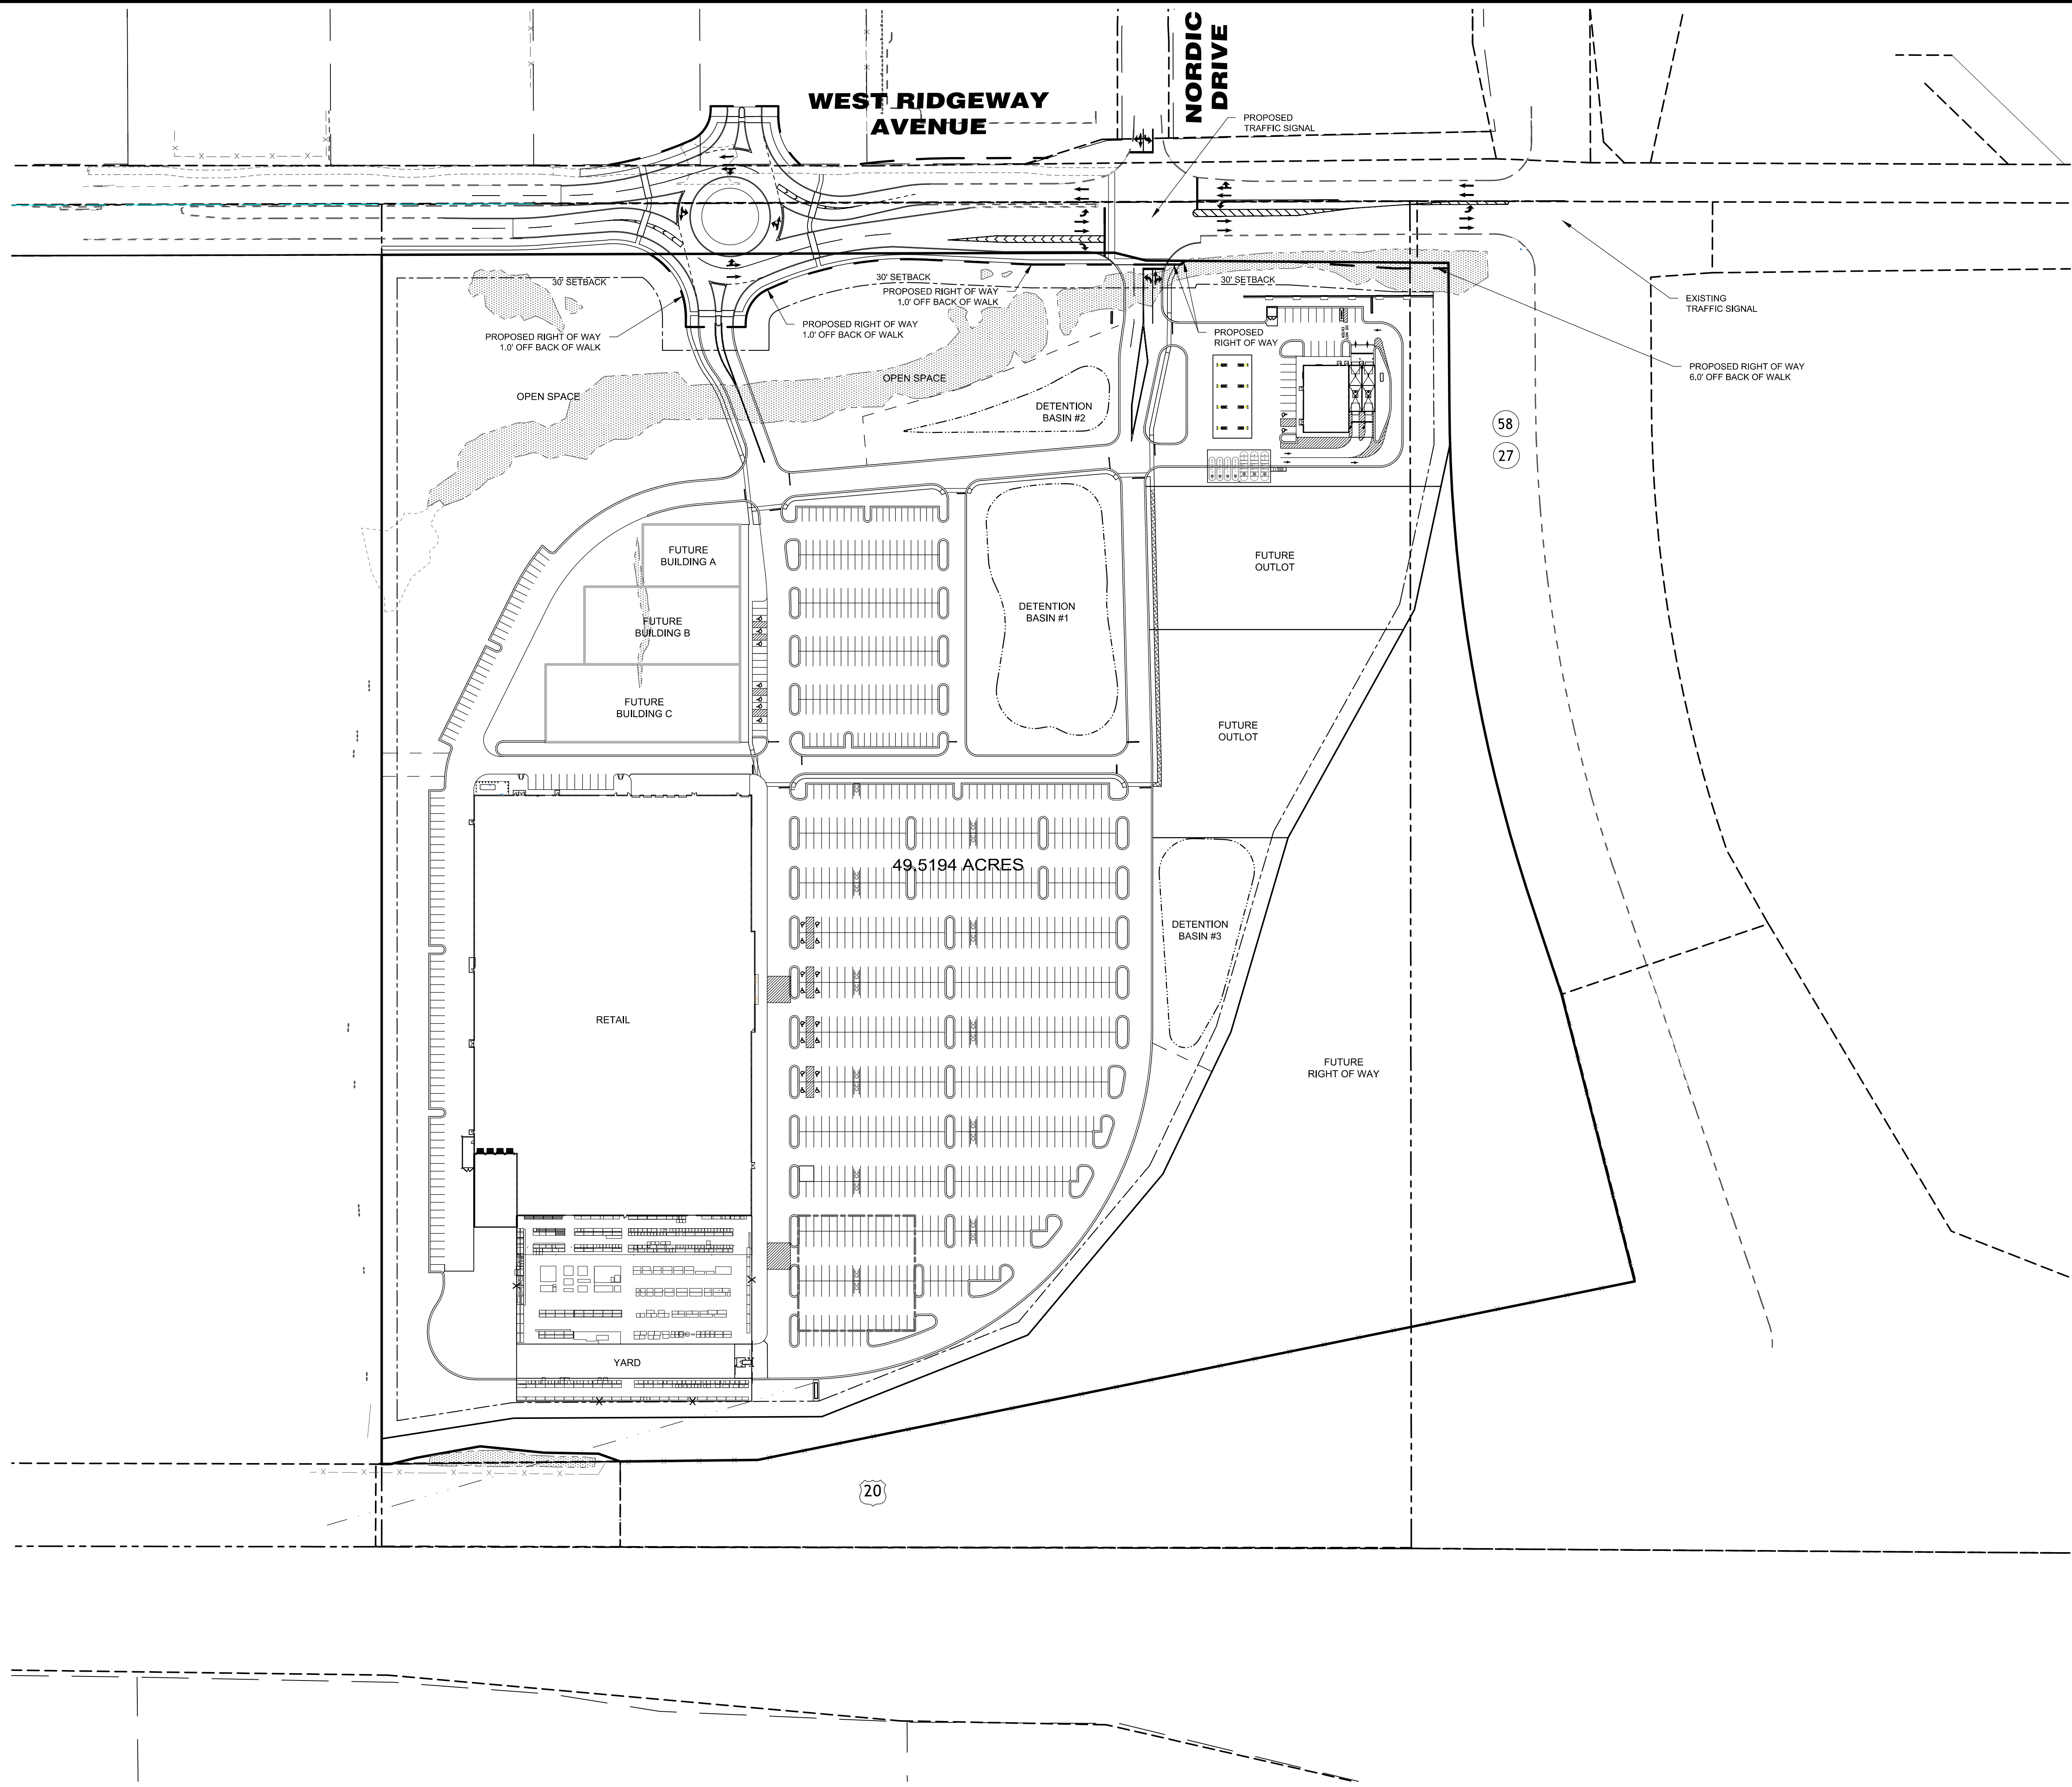 NORDIC
DRIVE
WEST RIDGEWAY
AVENUE
PROPOSED
TRAFFIC SIGNAL
30' SETBACK
30' SETBACK
30' SETBACK
PROPOSED RIGHT OF WAY
1.0' OFF BACK OF WALK
EXISTING
TRAFFIC SIGNAL
PROPOSED RIGHT OF WAY
1.0' OFF BACK OF WALK
PROPOSED RIGHT OF WAY
1.0' OFF BACK OF WALK
PROPOSED
RIGHT OF WAY
PROPOSED RIGHT OF WAY
6.0' OFF BACK OF WALK
OPEN SPACE
OPEN SPACE
DETENTION
BASIN #2
58
27
FUTURE
BUILDING A
FUTURE
OUTLOT
DETENTION
BASIN #1
FUTURE
BUILDING B
FUTURE
BUILDING C
FUTURE
OUTLOT
49.5194 ACRES
DETENTION
BASIN #3
RETAIL
FUTURE
RIGHT OF WAY
YARD
20